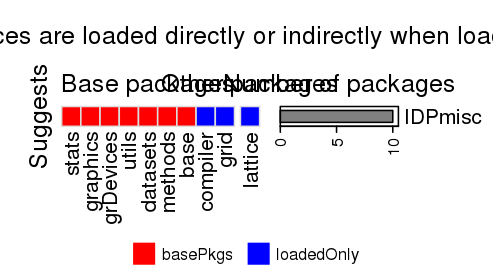 ces are loaded directly or indirectly when loa
Base packages Other packages Number of packages
Suggests
IDPmisc
stats
graphics
grDevices
utils
datasets
methods
base
compiler
grid
lattice
0 5 10
basePkgs loadedOnly